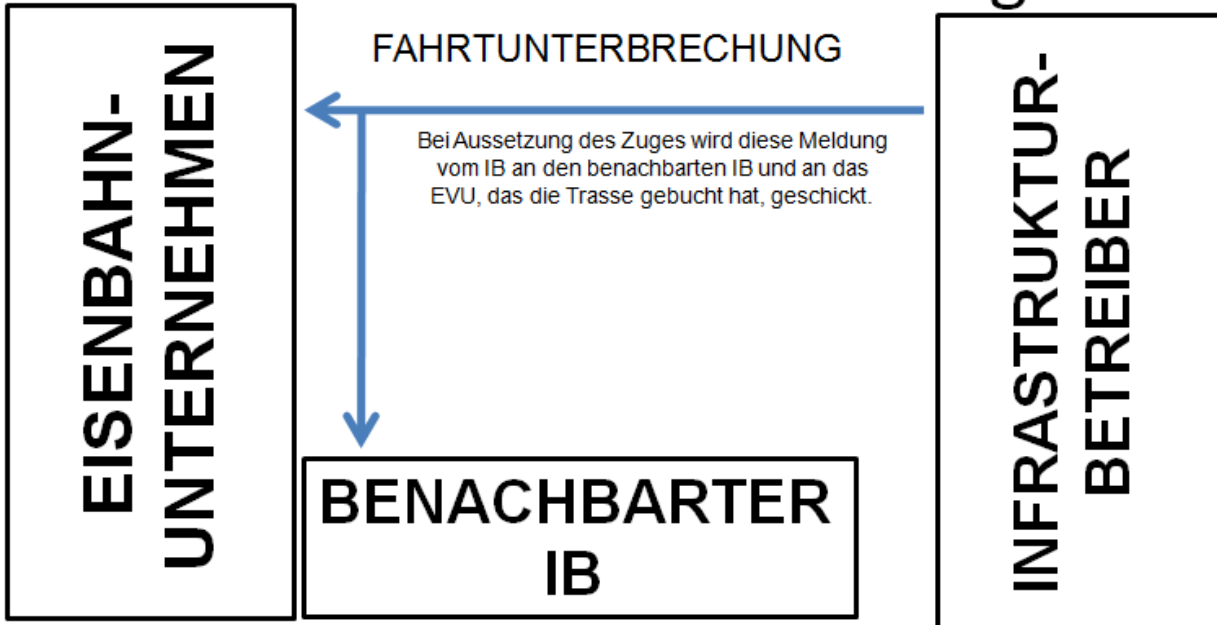 FAHRTUNTERBRECHUNG
Bei Aussetzung des Zuges wird diese Meldung
vom IB an den benachbarten IB und an das
EVU, das die Trasse gebucht hat, geschickt.
EISENBAHN-
UNTERNEHMEN
BENACHBARTER
IB
INFRASTRUKTUR-
BETREIBER